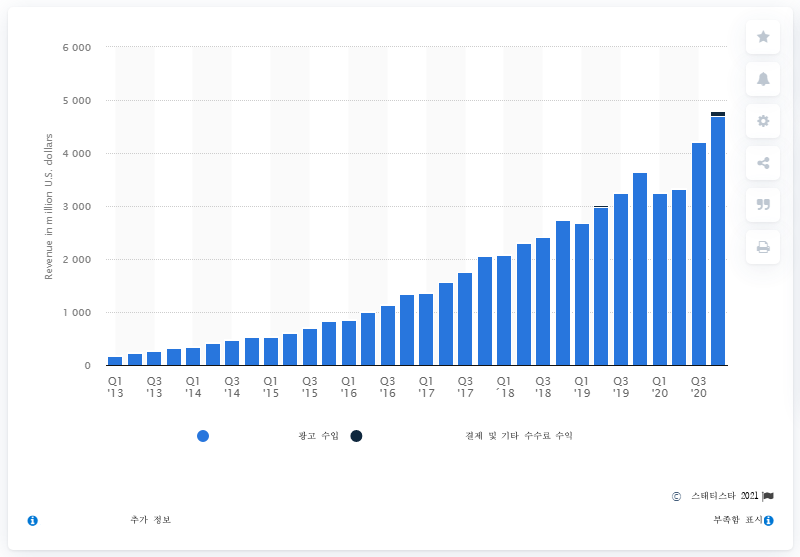 6 000
5 000
4 000
3 000
2 000
1 000
0
Revenue in million U.S. dollars
Q1 '13
Q3 '13
Q1 '14
Q3 '14
Q1 '15
Q3 '15
Q1 '16
Q3 '16
Q1 '17
Q3 '17
Q1 ´18
Q3 '18
Q1 '19
Q3 '19
Q1 '20
Q3 '20
광고 수입
결제 및 기타 수수료 수익
© 스태티스타 2021
추가 정보
부족함 표시